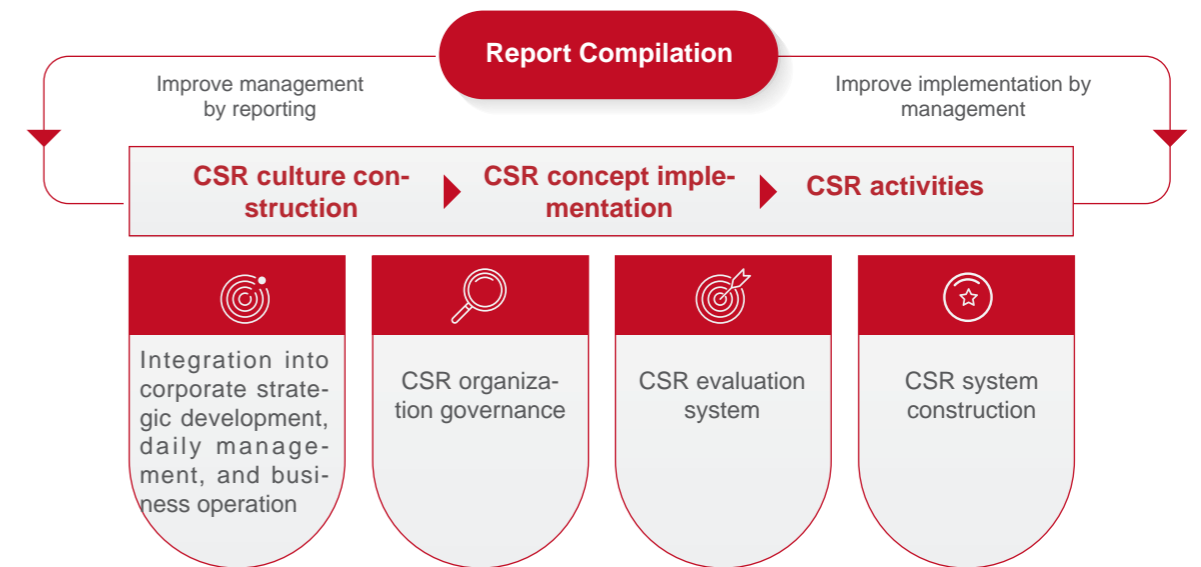 Report Compilation
Improve management
by reporting
Improve implementation by
management
CSR culture con-
struction
CSR concept imple-
mentation
CSR activities
Integration into
corporate strate-
gic development,
daily manage-
ment, and busi-
ness operation
CSR organiza-
tion governance
CSR evaluation
system
CSR system
construction